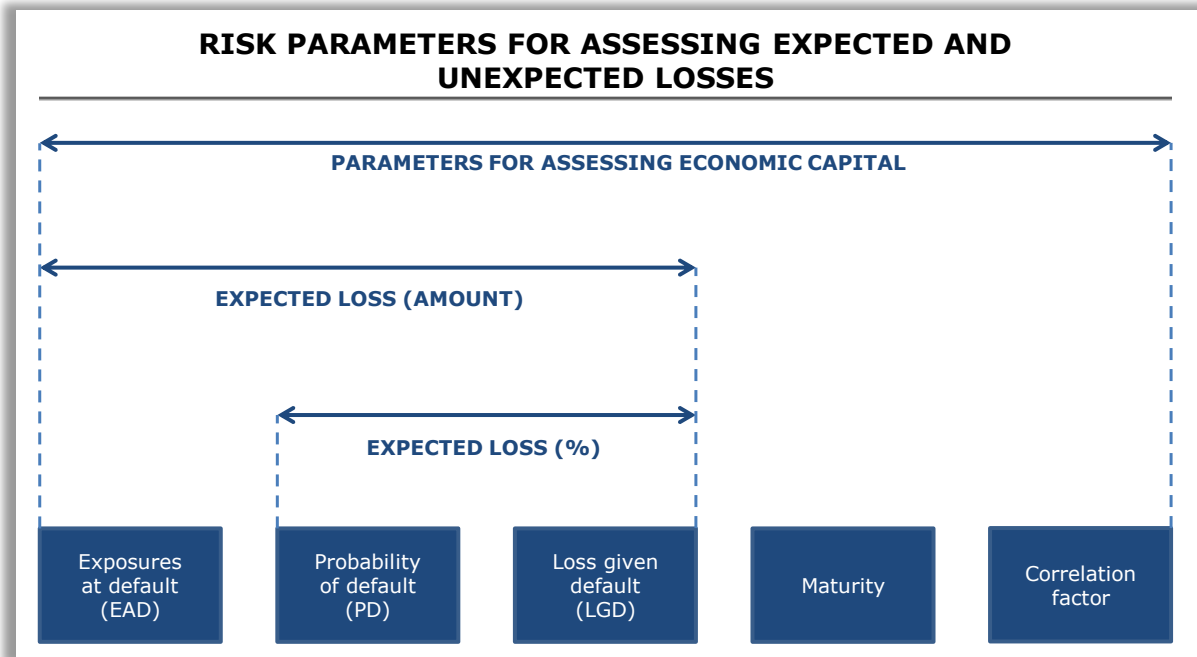 RISK PARAMETERS FOR ASSESSING EXPECTED AND
UNEXPECTED LOSSES
PARAMETERS FOR ASSESSING ECONOMIC CAPITAL
EXPECTED LOSS (AMOUNT)
EXPECTED LOSS (%)
Exposures
at default
(EAD)
Probability
of default
(PD)
Loss given
default
(LGD)
Maturity
Correlation
factor